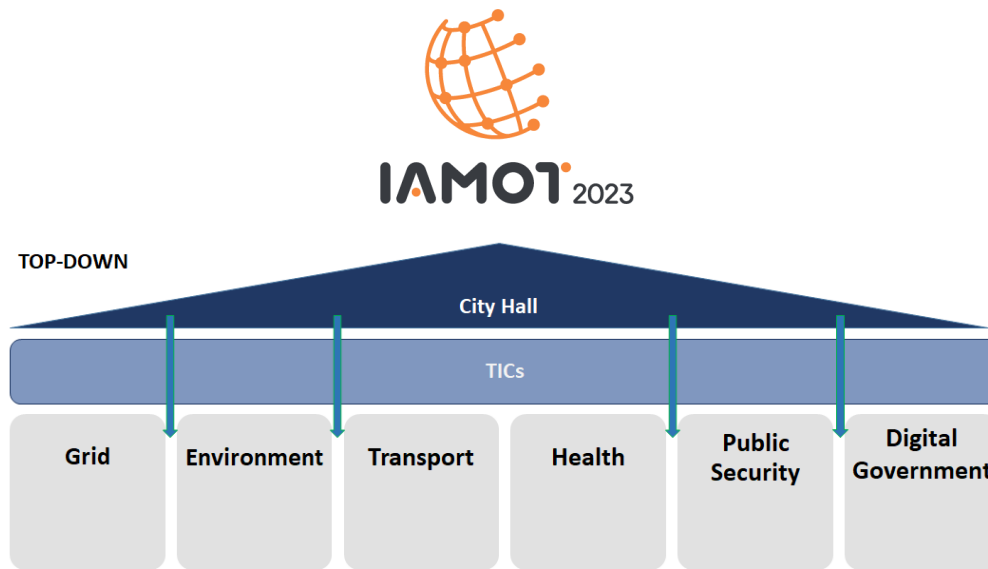 IAMOT 2023
TOP-DOWN
City Hall
TICs
Grid
Environment
Transport
Health
Public
Security
Digital
Government